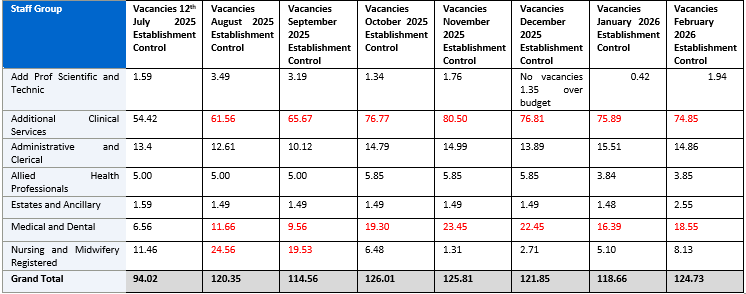 Staff Group | Vacancies 12th July 2025 Establishment Control | Vacancies August 2025 Establishment Control | Vacancies September 2025 Establishment Control | Vacancies October 2025 Establishment Control | Vacancies November 2025 Establishment Control | Vacancies December 2025 Establishment Control | Vacancies January 2026 Establishment Control | Vacancies February 2026 Establishment Control
Add Prof Scientific and Technic | 1.59 | 3.49 | 3.19 | 1.34 | 1.76 | No vacancies 1.35 over budget | 0.42 | 1.94
Additional Clinical Services | 54.42 | 61.56 | 65.67 | 76.77 | 80.50 | 76.81 | 75.89 | 74.85
Administrative and Clerical | 13.4 | 12.61 | 10.12 | 14.79 | 14.99 | 13.89 | 15.51 | 14.86
Allied Health Professionals | 5.00 | 5.00 | 5.00 | 5.85 | 5.85 | 5.85 | 3.84 | 3.85
Estates and Ancillary | 1.59 | 1.49 | 1.49 | 1.49 | 1.49 | 1.49 | 1.48 | 2.55
Medical and Dental | 6.56 | 11.66 | 9.56 | 19.30 | 23.45 | 22.45 | 16.39 | 18.55
Nursing and Midwifery Registered | 11.46 | 24.56 | 19.53 | 6.48 | 1.31 | 2.71 | 5.10 | 8.13
Grand Total | 94.02 | 120.35 | 114.56 | 126.01 | 125.81 | 121.85 | 118.66 | 124.73